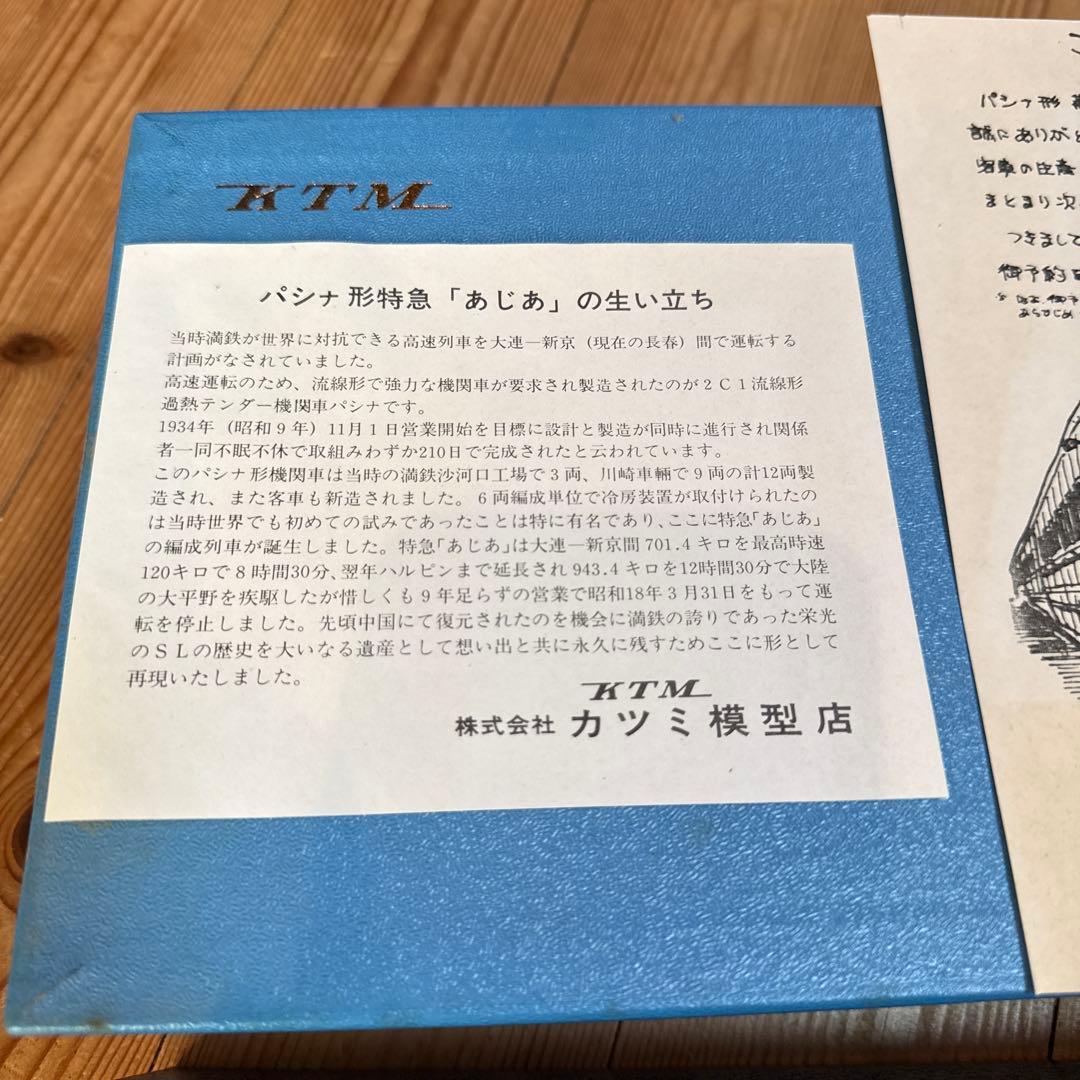 KTM
パシナ形特急「あじあ」の生い立ち
当時満鉄が世界に対抗できる高速列車を大連―新京（現在の長春）間で運転する
計画がなされていました。
高速運転のため、流線形で強力な機関車が要求され製造されたのが２Ｃ１流線形
過熱テンダー機関車パシナです。
1934年（昭和９年）11月１日営業開始を目標に設計と製造が同時に進行され関係
者一同不眠不休で取組みわずか210日で完成されたと云われています。
このパシナ形機関車は当時の満鉄沙河口工場で３両、川崎車輛で９両の計12両製
造され、また客車も新造されました。６両編成単位で冷房装置が取付けられたの
は当時世界でも初めての試みであったことは特に有名であり、ここに特急「あじあ」
の編成列車が誕生しました。特急「あじあ」は大連―新京間701.4キロを最高時速
120キロで８時間30分、翌年ハルピンまで延長され943.4キロを12時間30分で大陸
の大平野を疾駆したが惜しくも９年足らずの営業で昭和18年３月31日をもって運
転を停止しました。先頃中国にて復元されたのを機会に満鉄の誇りであった栄光
のＳＬの歴史を大いなる遺産として想い出と共に永久に残すためここに形として
再現いたしました。
KTM
株式会社 カツミ模型店
パシナ形
誠にありがと
客車の生産
まとまり次
つきまして
御予約